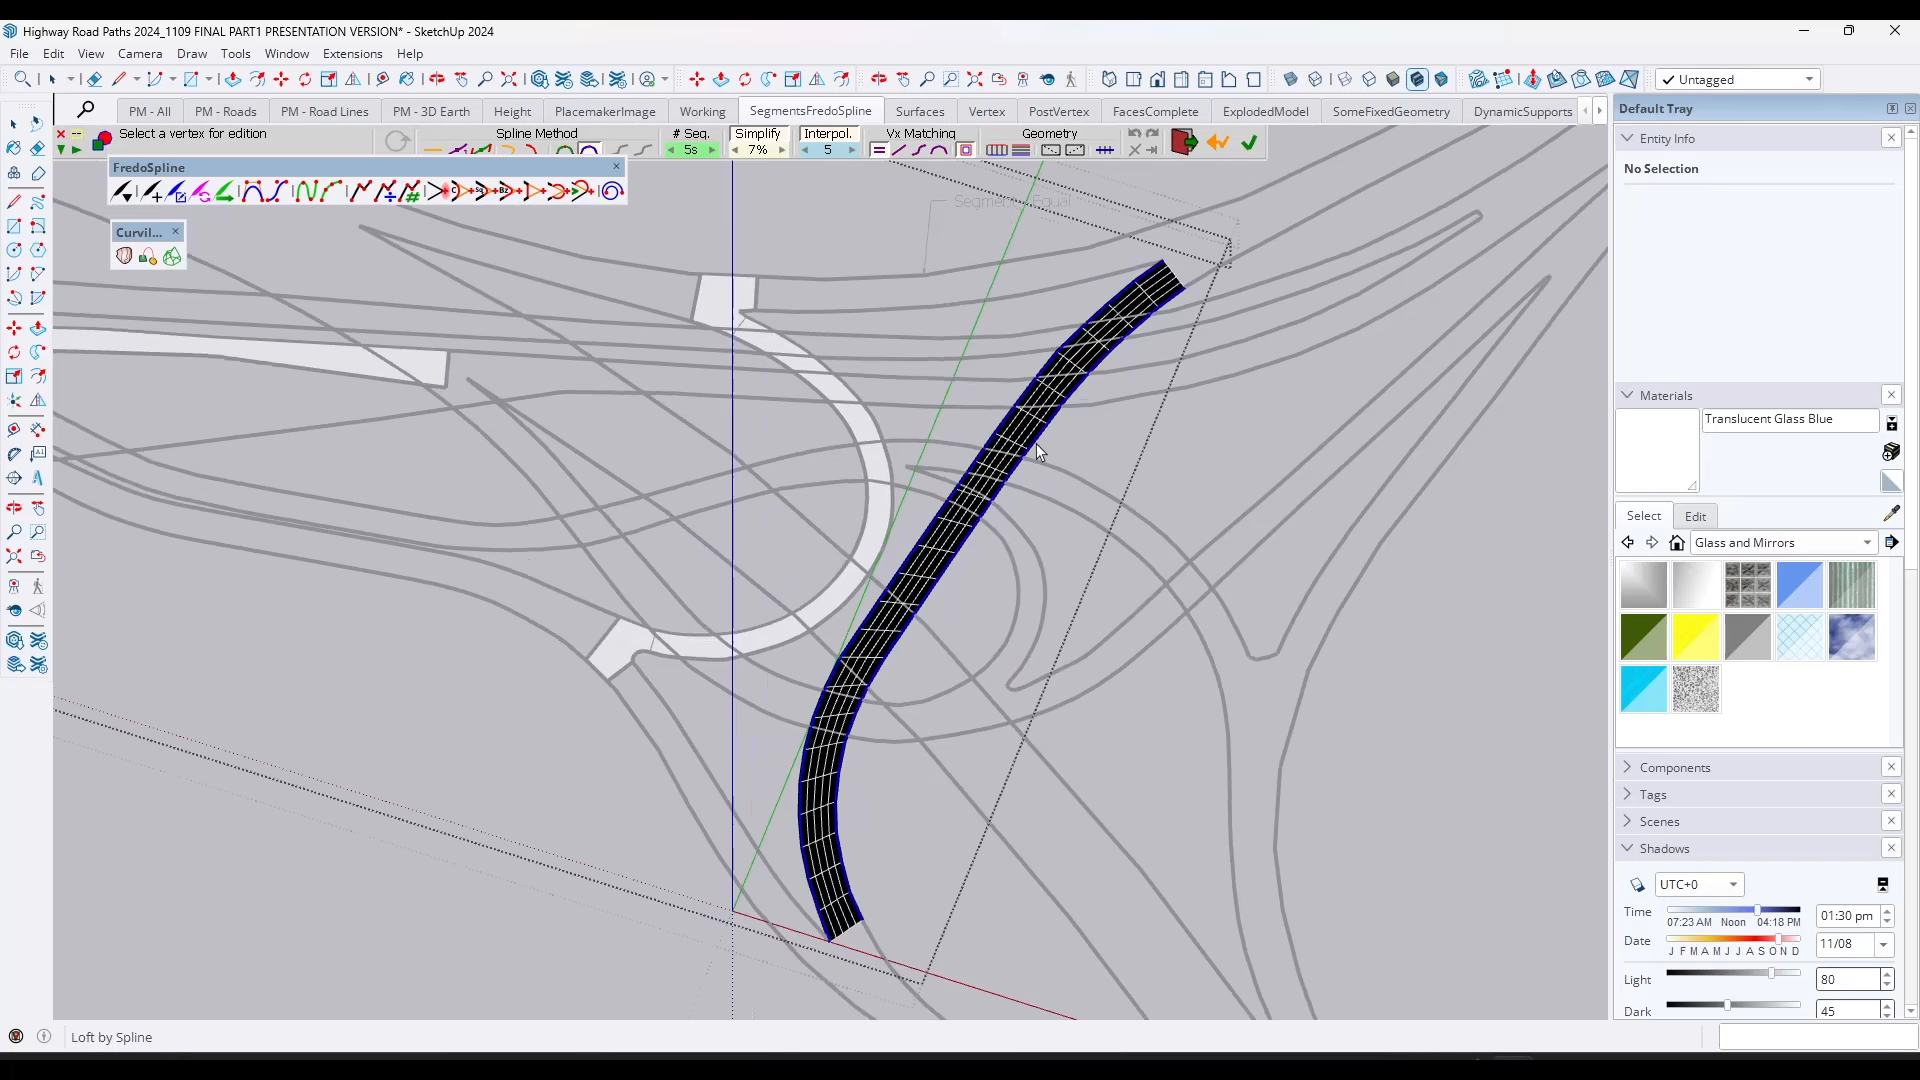 Highway Road Paths 2024_1109 FINAL PART1 PRESENTATION VERSION* - SketchUp 2024
File Edit View Camera Draw Tools Window Extensions Help
Untagged
PM - All PM - Roads PM - Road Lines PM - 3D Earth Height PlacemakerImage Working SegmentsFredoSpline Surfaces Vertex PostVertex FacesComplete ExplodedModel SomeFixedGeometry DynamicSupports
Default Tray
Select a vertex for edition Spline Method # Seg. Simplify Interpol. Vx Matching Geometry
5s 7% 5
Entity Info
No Selection
FredoSpline
Segments Equal
Curvil...
Materials
Translucent Glass Blue
Select Edit
Glass and Mirrors
Components
Tags
Scenes
Shadows
UTC+0
Time 07:23 AM Noon 04:18 PM 01:30 pm
Date J F M A M J J A S O N D 11/08
Light 80
Dark 45
Loft by Spline